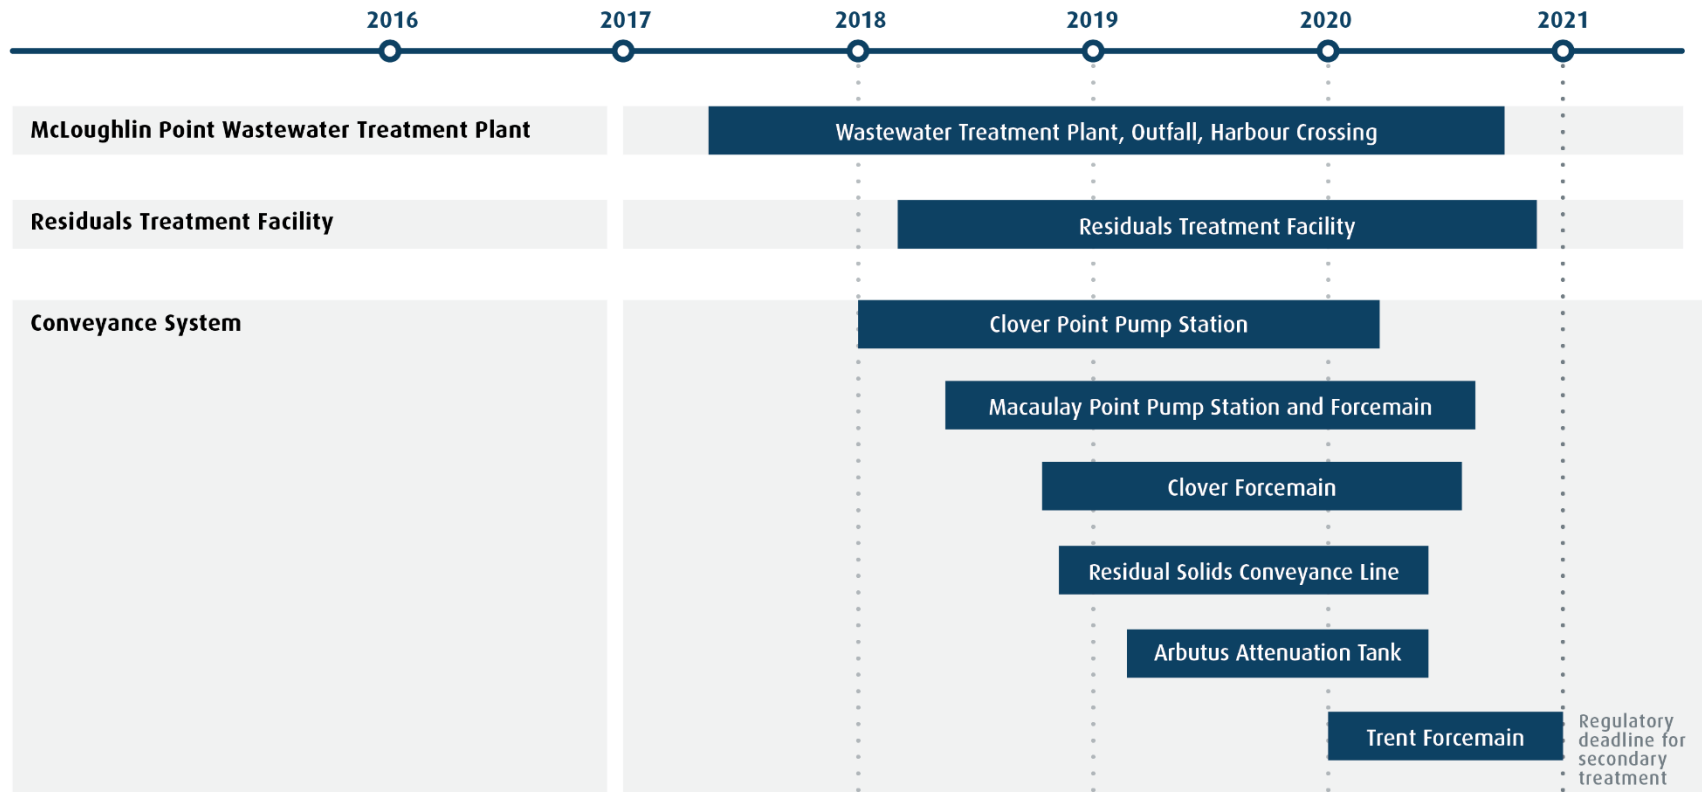 2016 2017 2018 2019 2020 2021
McLoughlin Point Wastewater Treatment Plant
Wastewater Treatment Plant, Outfall, Harbour Crossing
Residuals Treatment Facility
Residuals Treatment Facility
Conveyance System
Clover Point Pump Station
Macaulay Point Pump Station and Forcemain
Clover Forcemain
Residual Solids Conveyance Line
Arbutus Attenuation Tank
Trent Forcemain
Regulatory
deadline for
secondary
treatment